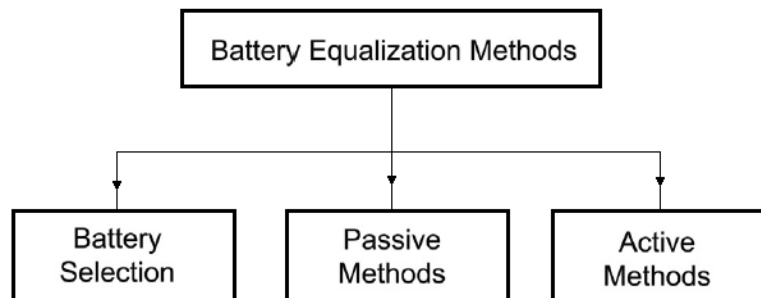 Battery Equalization Methods
Battery
Selection
Passive
Methods
Active
Methods